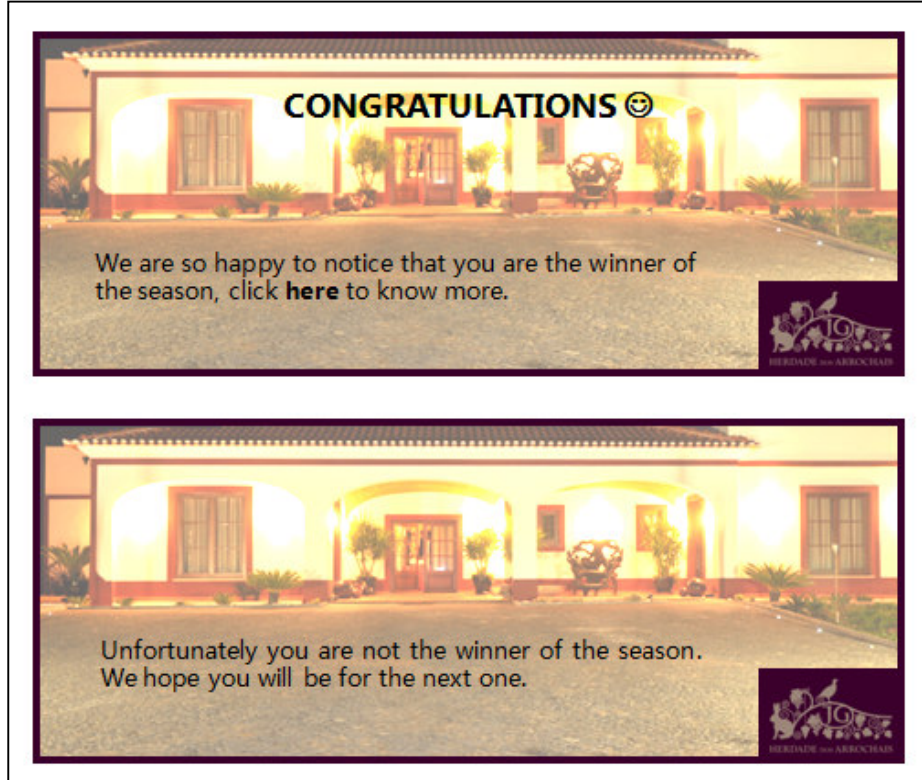 CONGRATULATIONS ☺
We are so happy to notice that you are the winner of
the season, click here to know more.
HERDADE DOS ARROCHAIS
Unfortunately you are not the winner of the season.
We hope you will be for the next one.
HERDADE DOS ARROCHAIS